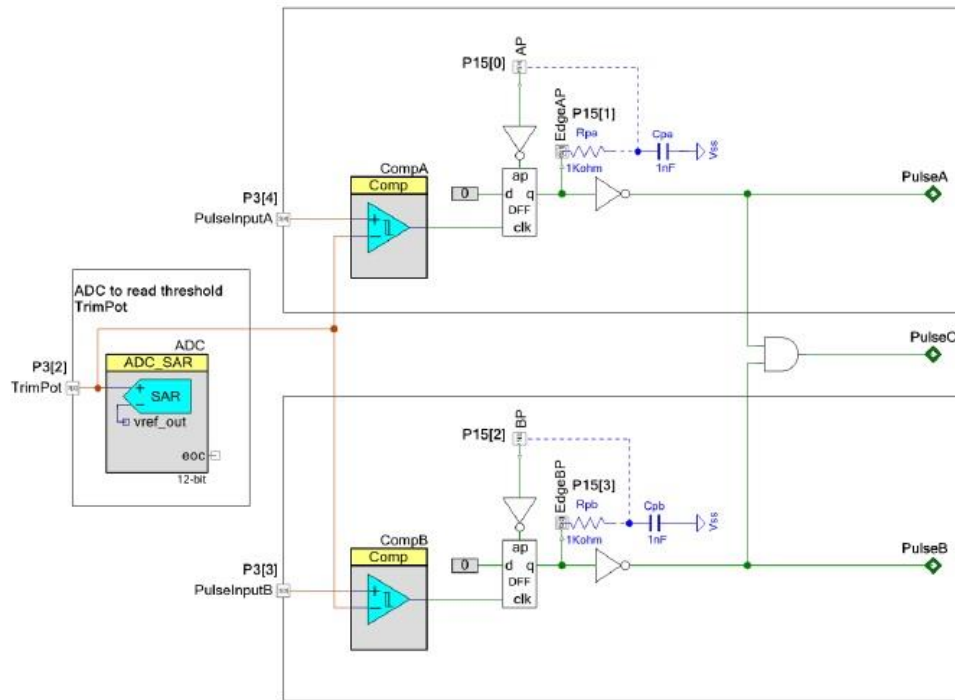 AP
P15[0]
EdgeAP
P15[1]
Rpa
Cpa
1Kohm
1nF
Vss
CompA
Comp
ap
0
d
q
DFF
clk
P3[4]
PulseInputA
PulseA
ADC to read threshold
TrimPot
P3[2]
TrimPot
ADC
ADC_SAR
SAR
vref_out
eoc
12-bit
PulseC
BP
P15[2]
EdgeBP
P15[3]
Rpb
Cpb
1Kohm
1nF
Vss
CompB
Comp
ap
0
d
q
DFF
clk
P3[3]
PulseInputB
PulseB